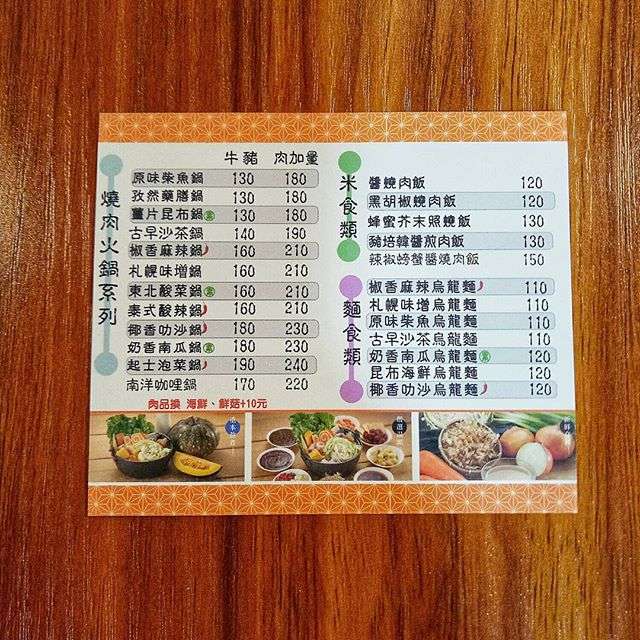 燒肉火鍋系列
牛豬 肉加量
原味柴魚鍋 130 180
孜然藥膳鍋 130 180
薑片昆布鍋 素 130 180
古早沙茶鍋 140 190
椒香麻辣鍋 160 210
札幌味增鍋 160 210
東北酸菜鍋 素 160 210
泰式酸辣鍋 160 210
椰香叻沙鍋 180 230
奶香南瓜鍋 素 180 230
起士泡菜鍋 190 240
南洋咖哩鍋 170 220
肉品換 海鮮、鮮菇+10元
米食類
醬燒肉飯 120
黑胡椒燒肉飯 120
蜂蜜芥末照燒飯 130
豬培韓醬煎肉飯 130
辣椒螃蟹醬燒肉飯 150
麵食類
椒香麻辣烏龍麵 110
札幌味增烏龍麵 110
原味柴魚烏龍麵 110
古早沙茶烏龍麵 110
奶香南瓜烏龍麵 素 120
昆布海鮮烏龍麵 120
椰香叻沙烏龍麵 120